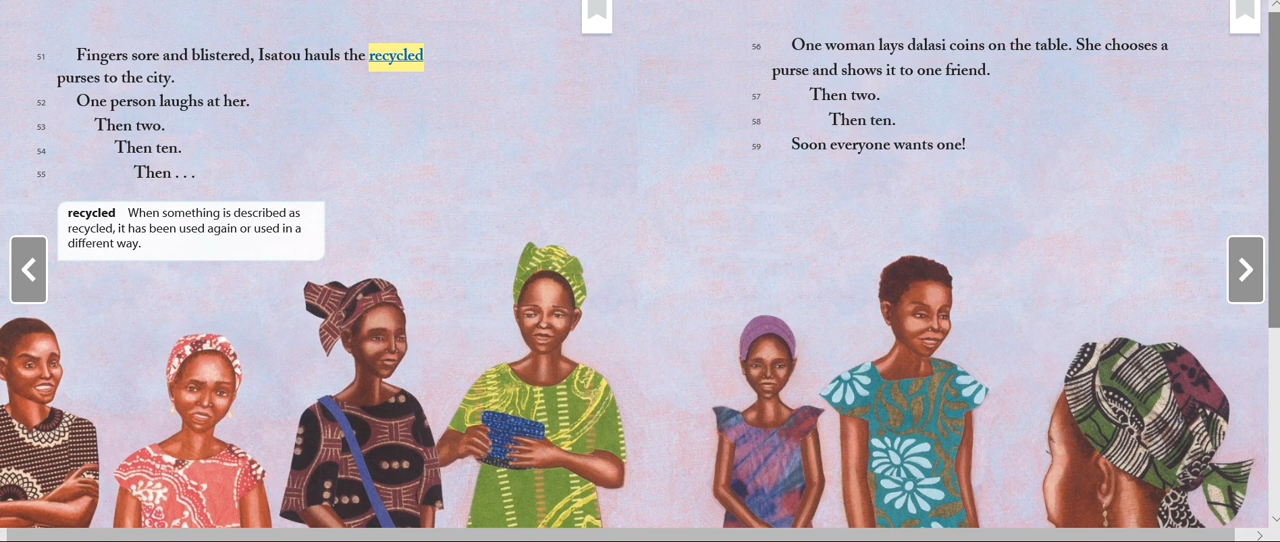 51 Fingers sore and blistered, Isatou hauls the recycled
purses to the city.
52 One person laughs at her.
53 Then two.
54 Then ten.
55 Then . . .
recycled When something is described as
recycled, it has been used again or used in a
different way.
56 One woman lays dalasi coins on the table. She chooses a
purse and shows it to one friend.
57 Then two.
58 Then ten.
59 Soon everyone wants one!